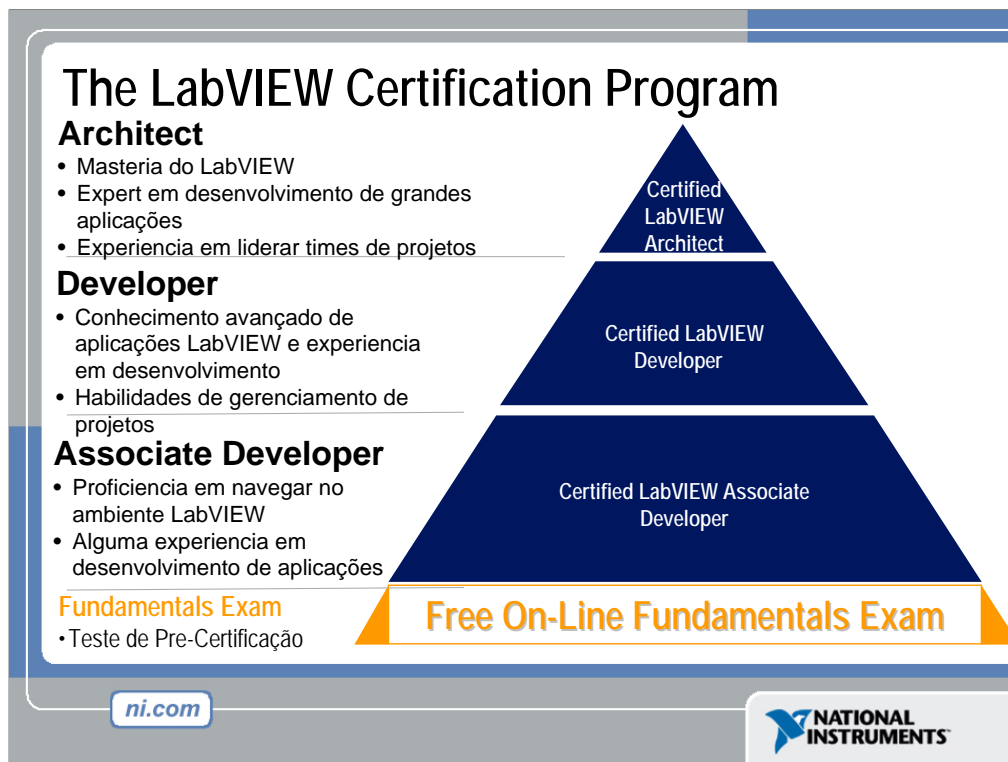 The LabVIEW Certification Program
Architect
• Masteria do LabVIEW
• Expert em desenvolvimento de grandes
aplicações
• Experiencia em liderar times de projetos
Developer
• Conhecimento avançado de
aplicações LabVIEW e experiencia
em desenvolvimento
• Habilidades de gerenciamento de
projetos
Associate Developer
• Proficiencia em navegar no
ambiente LabVIEW
• Alguma experiencia em
desenvolvimento de aplicações
Fundamentals Exam
• Teste de Pre-Certificação
Certified
LabVIEW
Architect
Certified LabVIEW
Developer
Certified LabVIEW Associate
Developer
Free On-Line Fundamentals Exam
ni.com
NATIONAL
INSTRUMENTS™